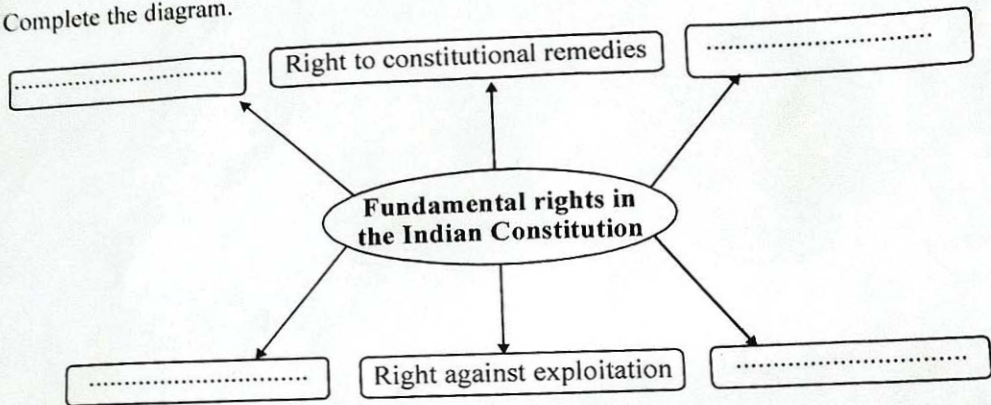 Complete the diagram.
.......................................
Right to constitutional remedies
.......................................
Fundamental rights in
the Indian Constitution
.......................................
Right against exploitation
.......................................